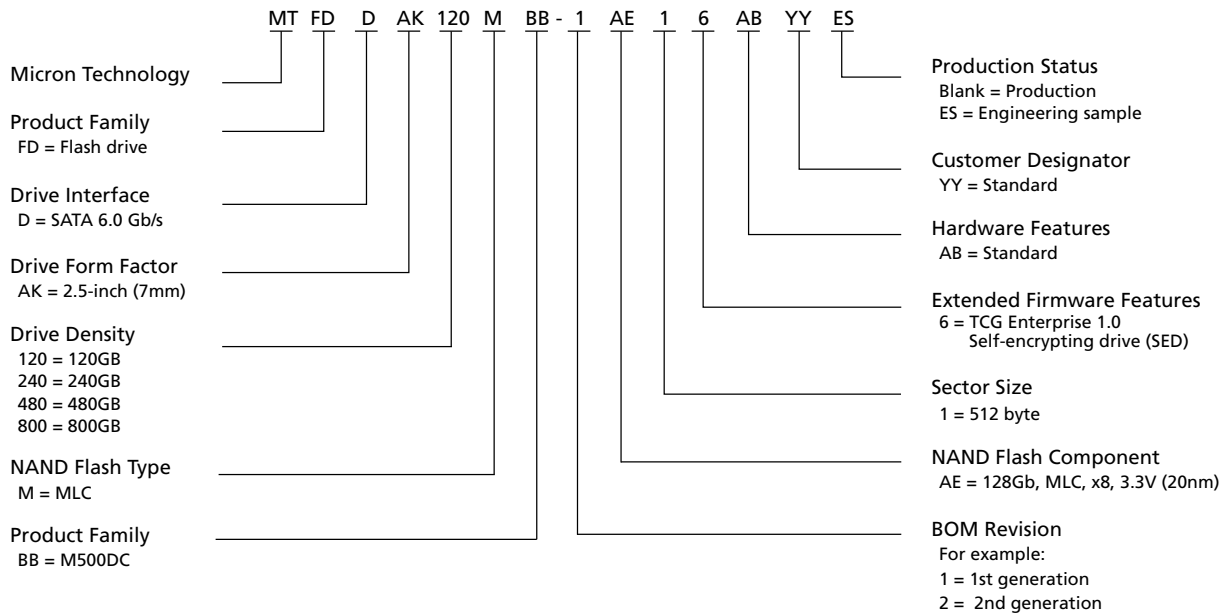 MT FD D AK 120 M BB - 1 AE 1 6 AB YY ES
Micron Technology
Product Family
FD = Flash drive
Drive Interface
D = SATA 6.0 Gb/s
Drive Form Factor
AK = 2.5-inch (7mm)
Drive Density
120 = 120GB
240 = 240GB
480 = 480GB
800 = 800GB
NAND Flash Type
M = MLC
Product Family
BB = M500DC
Production Status
Blank = Production
ES = Engineering sample
Customer Designator
YY = Standard
Hardware Features
AB = Standard
Extended Firmware Features
6 = TCG Enterprise 1.0
Self-encrypting drive (SED)
Sector Size
1 = 512 byte
NAND Flash Component
AE = 128Gb, MLC, x8, 3.3V (20nm)
BOM Revision
For example:
1 = 1st generation
2 = 2nd generation